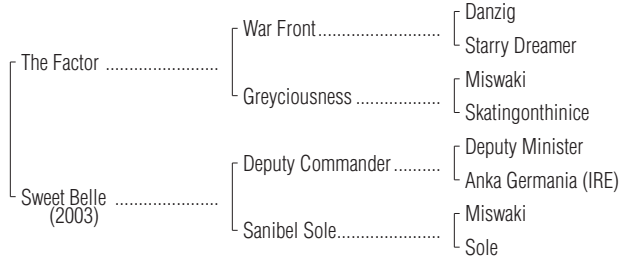 Danzig
War Front
Starry Dreamer
The Factor
Miswaki
Greyciousness
Skatingonthinice
Deputy Minister
Deputy Commander
Anka Germania (IRE)
Sweet Belle
(2003)
Miswaki
Sanibel Sole
Sole